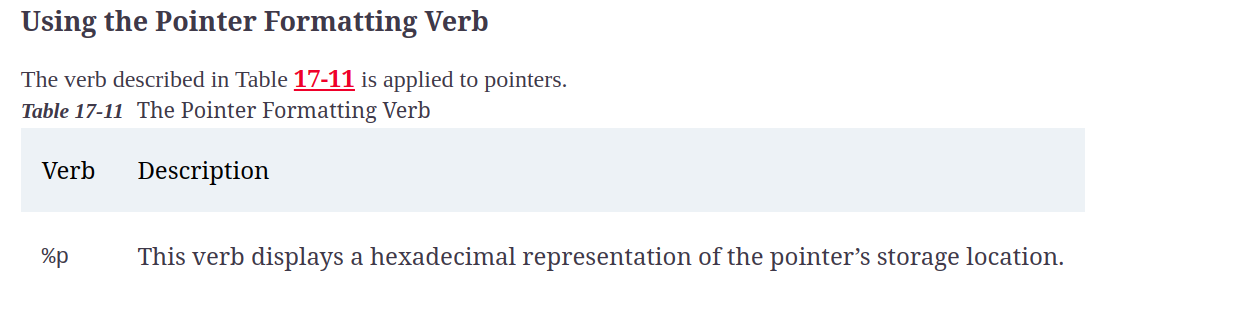 Using the Pointer Formatting Verb
The verb described in Table 17-11 is applied to pointers.
Table 17-11 The Pointer Formatting Verb
Verb Description
%p This verb displays a hexadecimal representation of the pointer’s storage location.